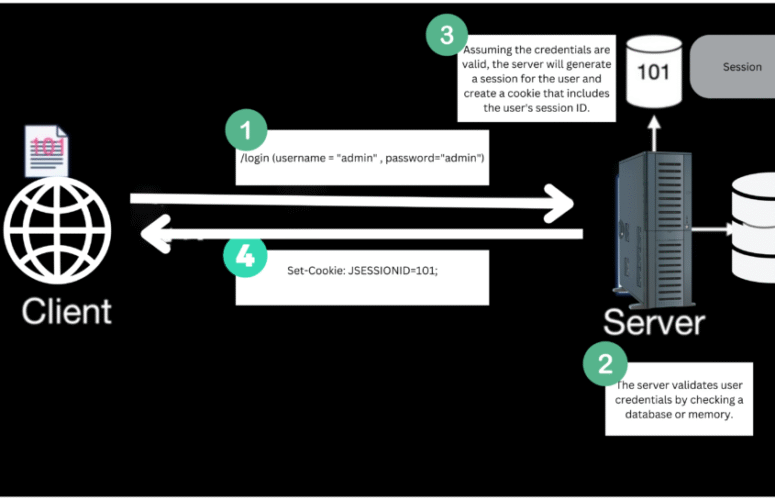 3
Assuming the credentials are
valid, the server will generate
a session for the user and
create a cookie that includes
the user's session ID.
101
Session
1
/login (username = "admin" , password="admin")
101
4
Set-Cookie: JSESSIONID=101;
Client
Server
2
The server validates user
credentials by checking a
database or memory.